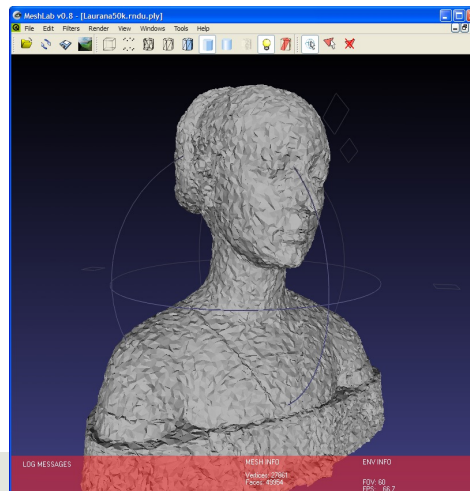 MeshLab v0.8 - [Laurana50k.rndu.ply]
File Edit Filters Render View Windows Tools Help
LOG MESSAGES
MESH INFO
ENV INFO
Vertices: 27861
Faces: 49954
FOV: 60
FPS: 66.7